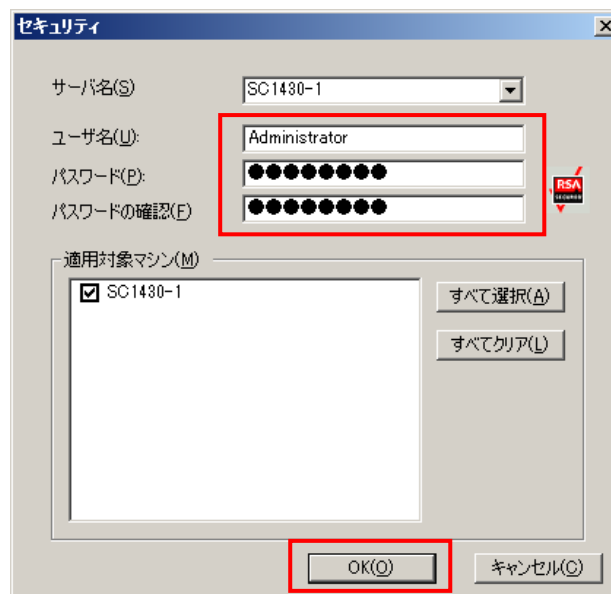 セキュリティ
サーバ名(S)
SC1430-1
ユーザ名(U):
Administrator
パスワード(P):
●●●●●●●●
パスワードの確認(F)
●●●●●●●●
RSA
SECURED
適用対象マシン(M)
SC1430-1
すべて選択(A)
すべてクリア(L)
OK(O)
キャンセル(C)